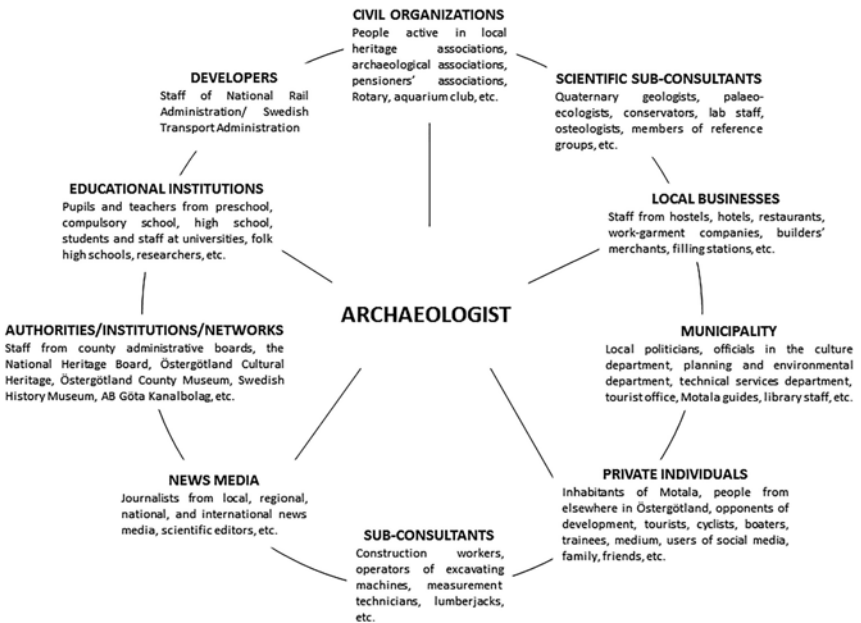 CIVIL ORGANIZATIONS
People active in local
heritage associations,
archaeological associations,
pensioners' associations,
Rotary, aquarium club, etc.
DEVELOPERS
Staff of National Rail
Administration/ Swedish
Transport Administration
SCIENTIFIC SUB-CONSULTANTS
Quaternary geologists, palaeo-
ecologists, conservators, lab staff,
osteologists, members of reference
groups, etc.
EDUCATIONAL INSTITUTIONS
Pupils and teachers from preschool,
compulsory school, high school,
students and staff at universities, folk
high schools, researchers, etc.
LOCAL BUSINESSES
Staff from hostels, hotels, restaurants,
work-garment companies, builders'
merchants, filling stations, etc.
ARCHAEOLOGIST
AUTHORITIES/INSTITUTIONS/NETWORKS
Staff from county administrative boards, the
National Heritage Board, Östergötland Cultural
Heritage, Östergötland County Museum, Swedish
History Museum, AB Göta Kanalbolag, etc.
MUNICIPALITY
Local politicians, officials in the culture
department, planning and environmental
department, technical services department,
tourist office, Motala guides, library staff, etc.
NEWS MEDIA
Journalists from local, regional,
national, and international news
media, scientific editors, etc.
PRIVATE INDIVIDUALS
Inhabitants of Motala, people from
elsewhere in Östergötland, opponents of
development, tourists, cyclists, boaters,
trainees, medium, users of social media,
family, friends, etc.
SUB-CONSULTANTS
Construction workers,
operators of excavating
machines, measurement
technicians, lumberjacks,
etc.